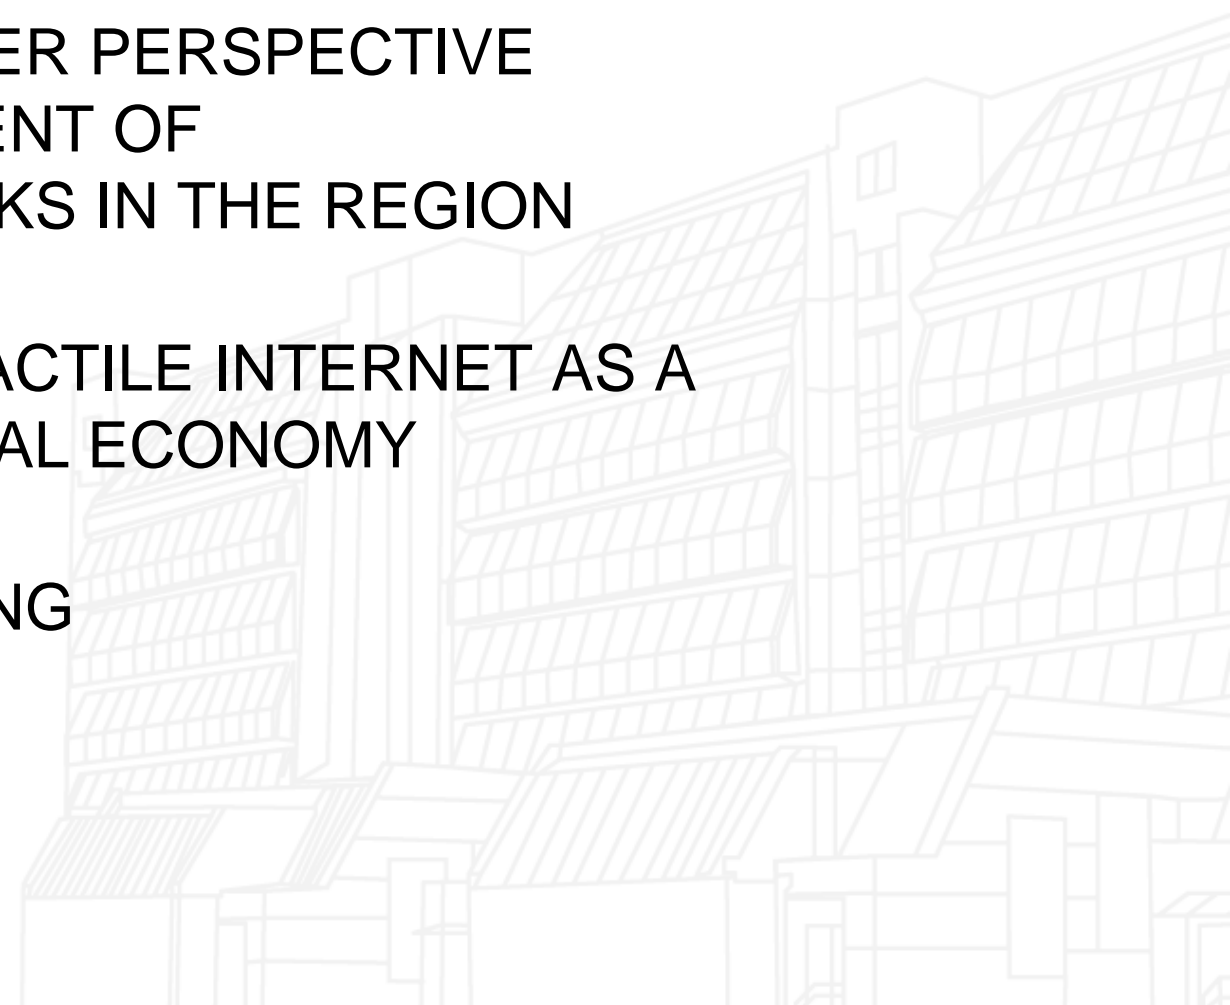 ER PERSPECTIVE
ENT OF
KS IN THE REGION
ACTILE INTERNET AS A
AL ECONOMY
NG